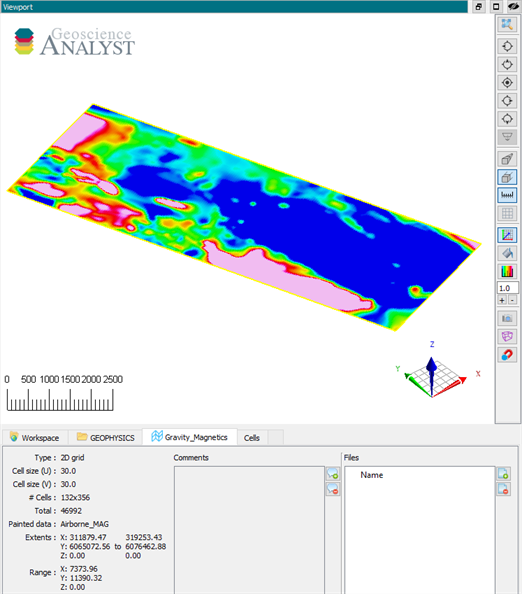 Viewport
Geoscience
ANALYST
1.0
+ -
Z
Y X
0 500 1000 1500 2000 2500
Workspace GEOPHYSICS Gravity_Magnetics Cells
Type : 2D grid
Cell size (U) : 30.0
Cell size (V) : 30.0
# Cells : 132x356
Total : 46992
Painted data : Airborne_MAG
Extents : X: 311879.47 319253.43
Y: 6065072.56 to 6076462.88
Z: 0.00 0.00
Range : X: 7373.96
Y: 11390.32
Z: 0.00
Comments
Files
Name